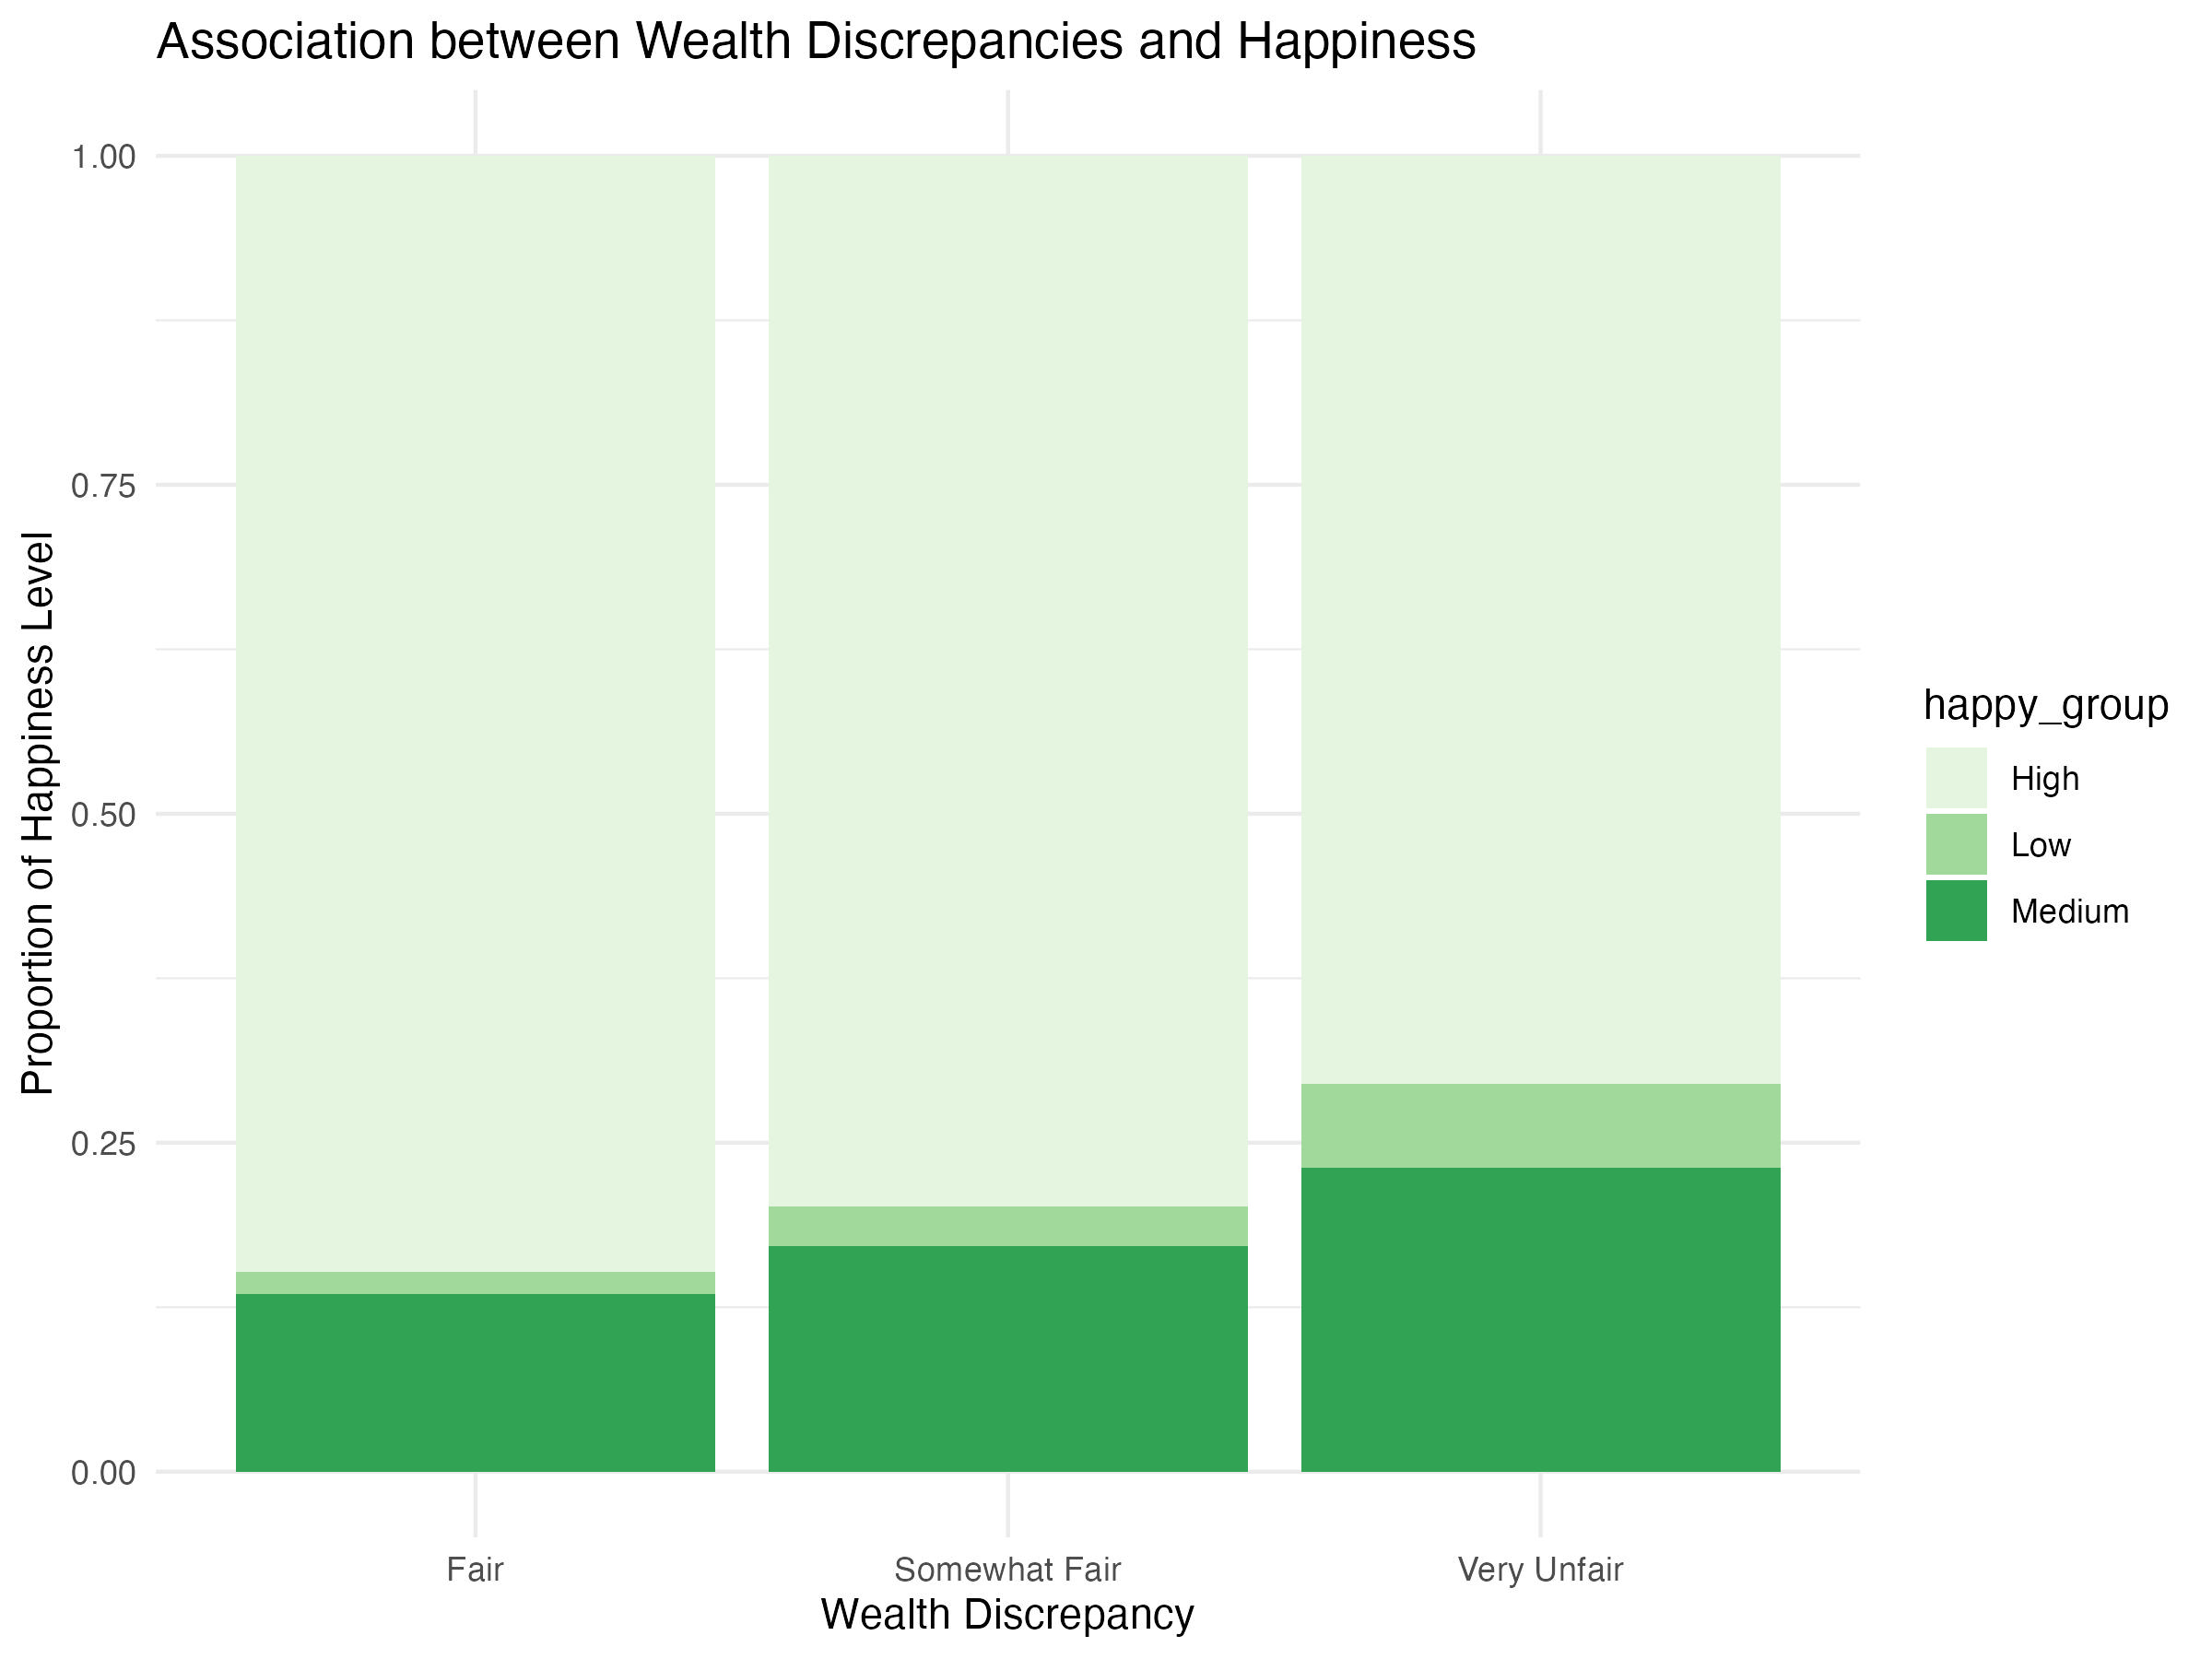 Association between Wealth Discrepancies and Happiness
Proportion of Happiness Level
1.00
0.75
0.50
0.25
0.00
Fair
Somewhat Fair
Very Unfair
Wealth Discrepancy
happy_group
High
Low
Medium